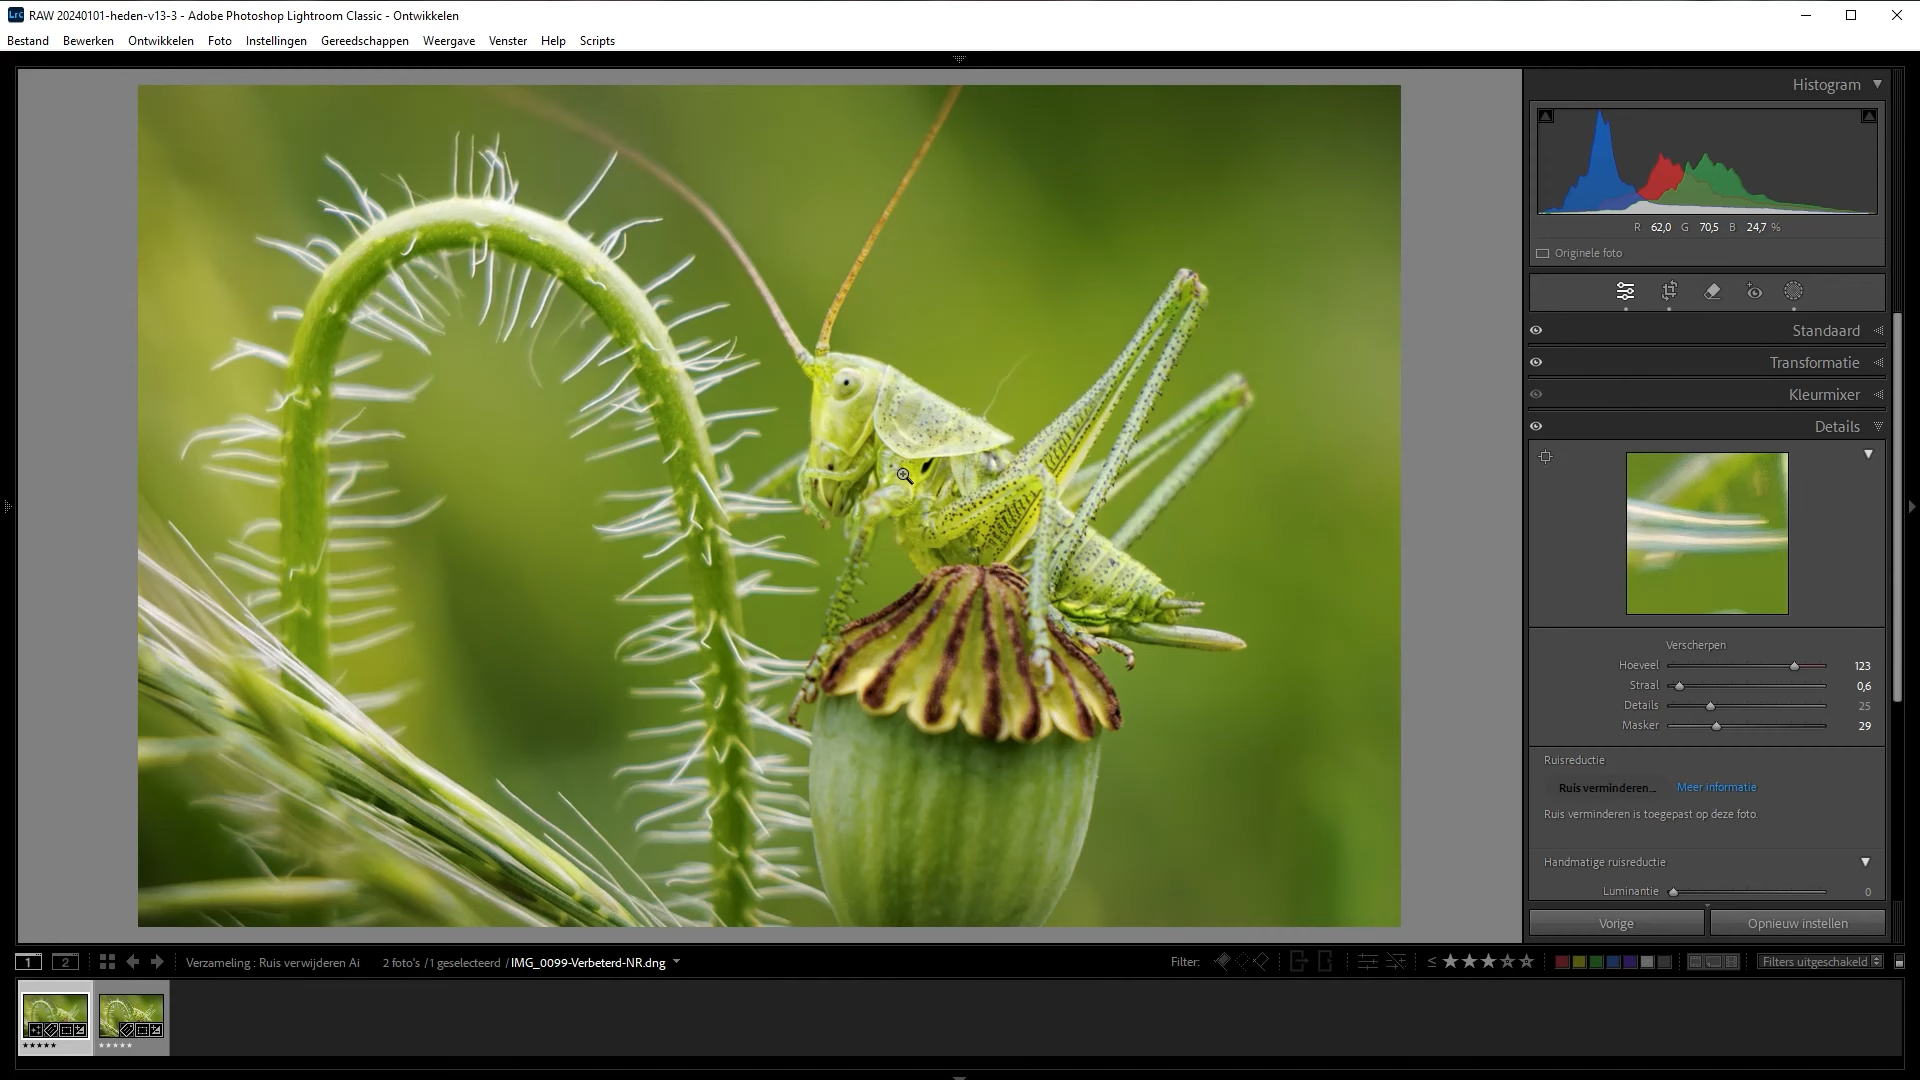 RAW 20240101-heden-v13-3 - Adobe Photoshop Lightroom Classic - Ontwikkelen
Bestand Bewerken Ontwikkelen Foto Instellingen Gereedschappen Weergave Venster Help Scripts
Histogram
R 62,0 G 70,5 B 24,7 %
Originele foto
Standaard
Transformatie
Kleurmixer
Details
Verscherpen
Hoeveel 123
Straal 0,6
Details 25
Masker 29
Ruisreductie
Ruis verminderen... Meer informatie
Ruis verminderen is toegepast op deze foto.
Handmatige ruisreductie
Luminantie 0
Vorige Opnieuw instellen
1 2 Verzameling : Ruis verwijderen Ai 2 foto's / 1 geselecteerd / IMG_0099-Verbeterd-NR.dng Filter: ≤ ★★★☆☆ Filters uitgeschakeld
★★★★★ ★★★★★